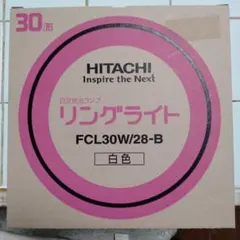 30形
HITACHI
Inspire the Next
リングライト
FCL30W/28-B
白色